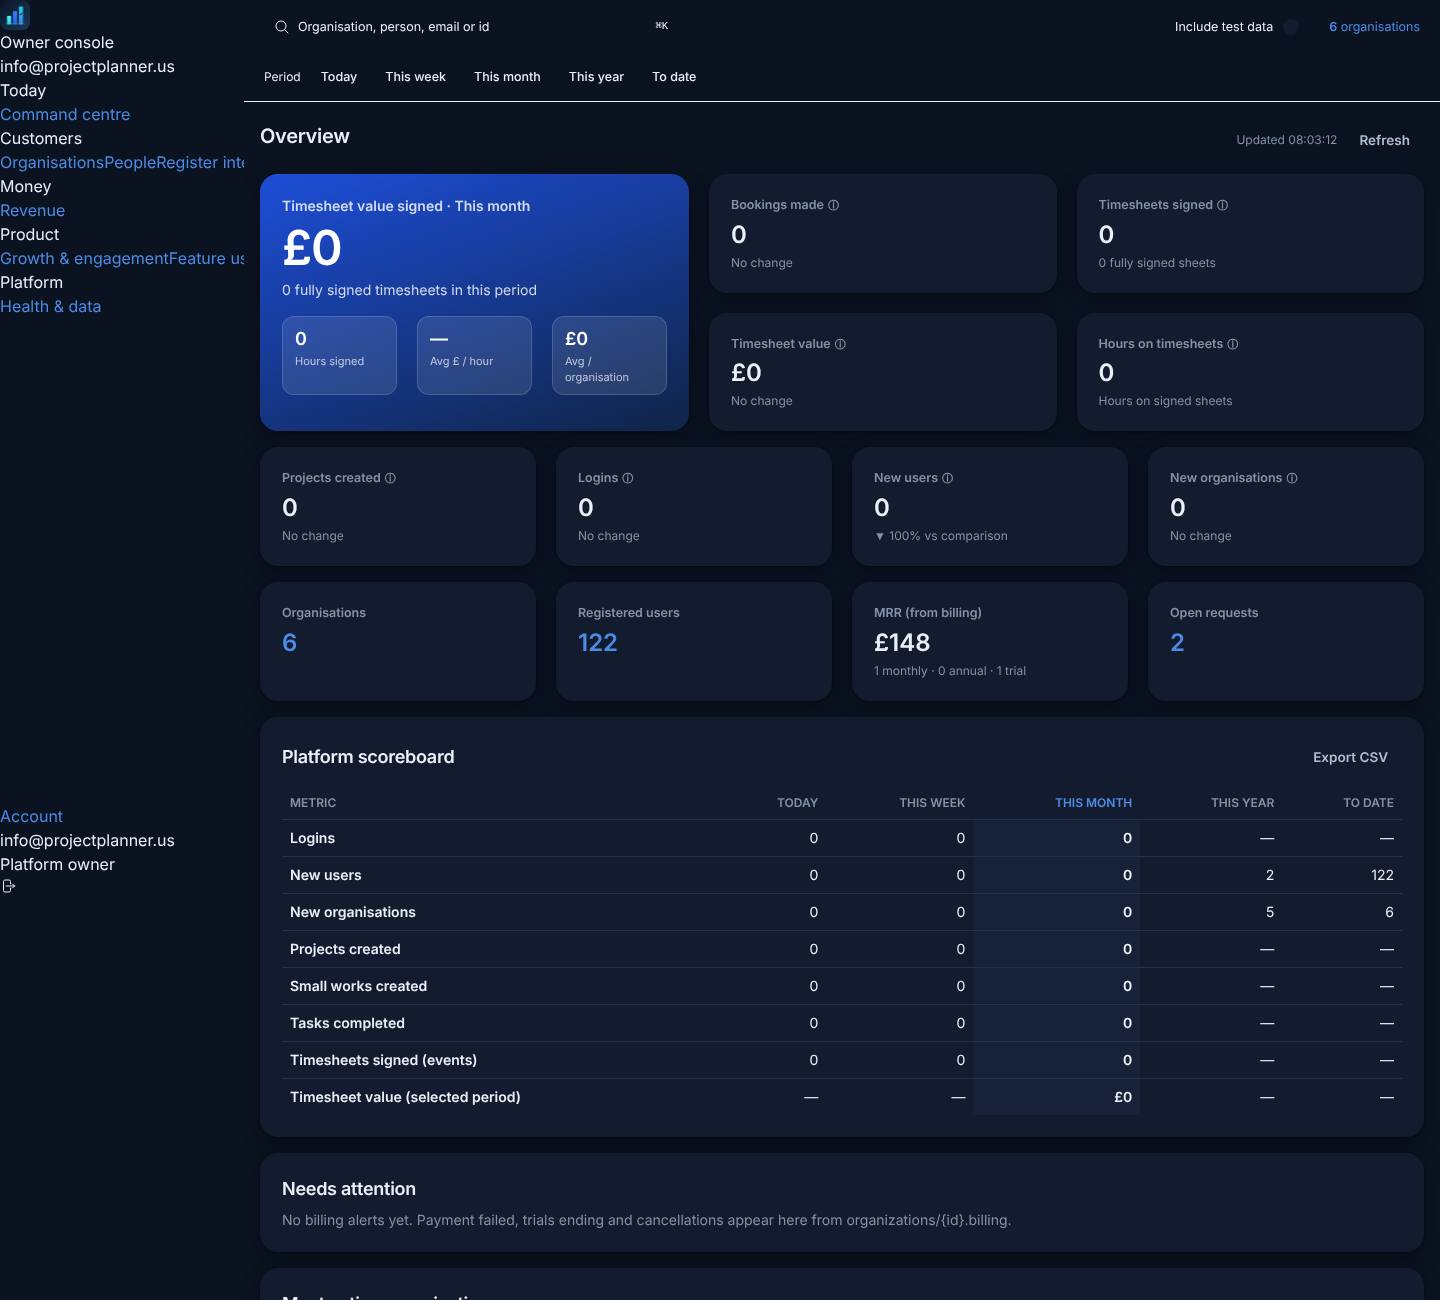 Owner console
info@projectplanner.us
Today
Command centre
Customers
OrganisationsPeopleRegister
Money
Revenue
Product
Growth & engagementFeature
Platform
Health & data
Account
info@projectplanner.us
Platform owner
Organisation, person, email or id ⌘K
Include test data
6 organisations
Period Today This week This month This year To date
Overview
Updated 08:03:12 Refresh
Timesheet value signed · This month
£0
0 fully signed timesheets in this period
0
Hours signed
—
Avg £ / hour
£0
Avg /
organisation
Bookings made ⓘ
0
No change
Timesheets signed ⓘ
0
0 fully signed sheets
Timesheet value ⓘ
£0
No change
Hours on timesheets ⓘ
0
Hours on signed sheets
Projects created ⓘ
0
No change
Logins ⓘ
0
No change
New users ⓘ
0
▼ 100% vs comparison
New organisations ⓘ
0
No change
Organisations
6
Registered users
122
MRR (from billing)
£148
1 monthly · 0 annual · 1 trial
Open requests
2
Platform scoreboard
Export CSV
METRIC TODAY THIS WEEK THIS MONTH THIS YEAR TO DATE
Logins 0 0 0 — —
New users 0 0 0 2 122
New organisations 0 0 0 5 6
Projects created 0 0 0 — —
Small works created 0 0 0 — —
Tasks completed 0 0 0 — —
Timesheets signed (events) 0 0 0 — —
Timesheet value (selected period) — — £0 — —
Needs attention
No billing alerts yet. Payment failed, trials ending and cancellations appear here from organizations/{id}.billing.